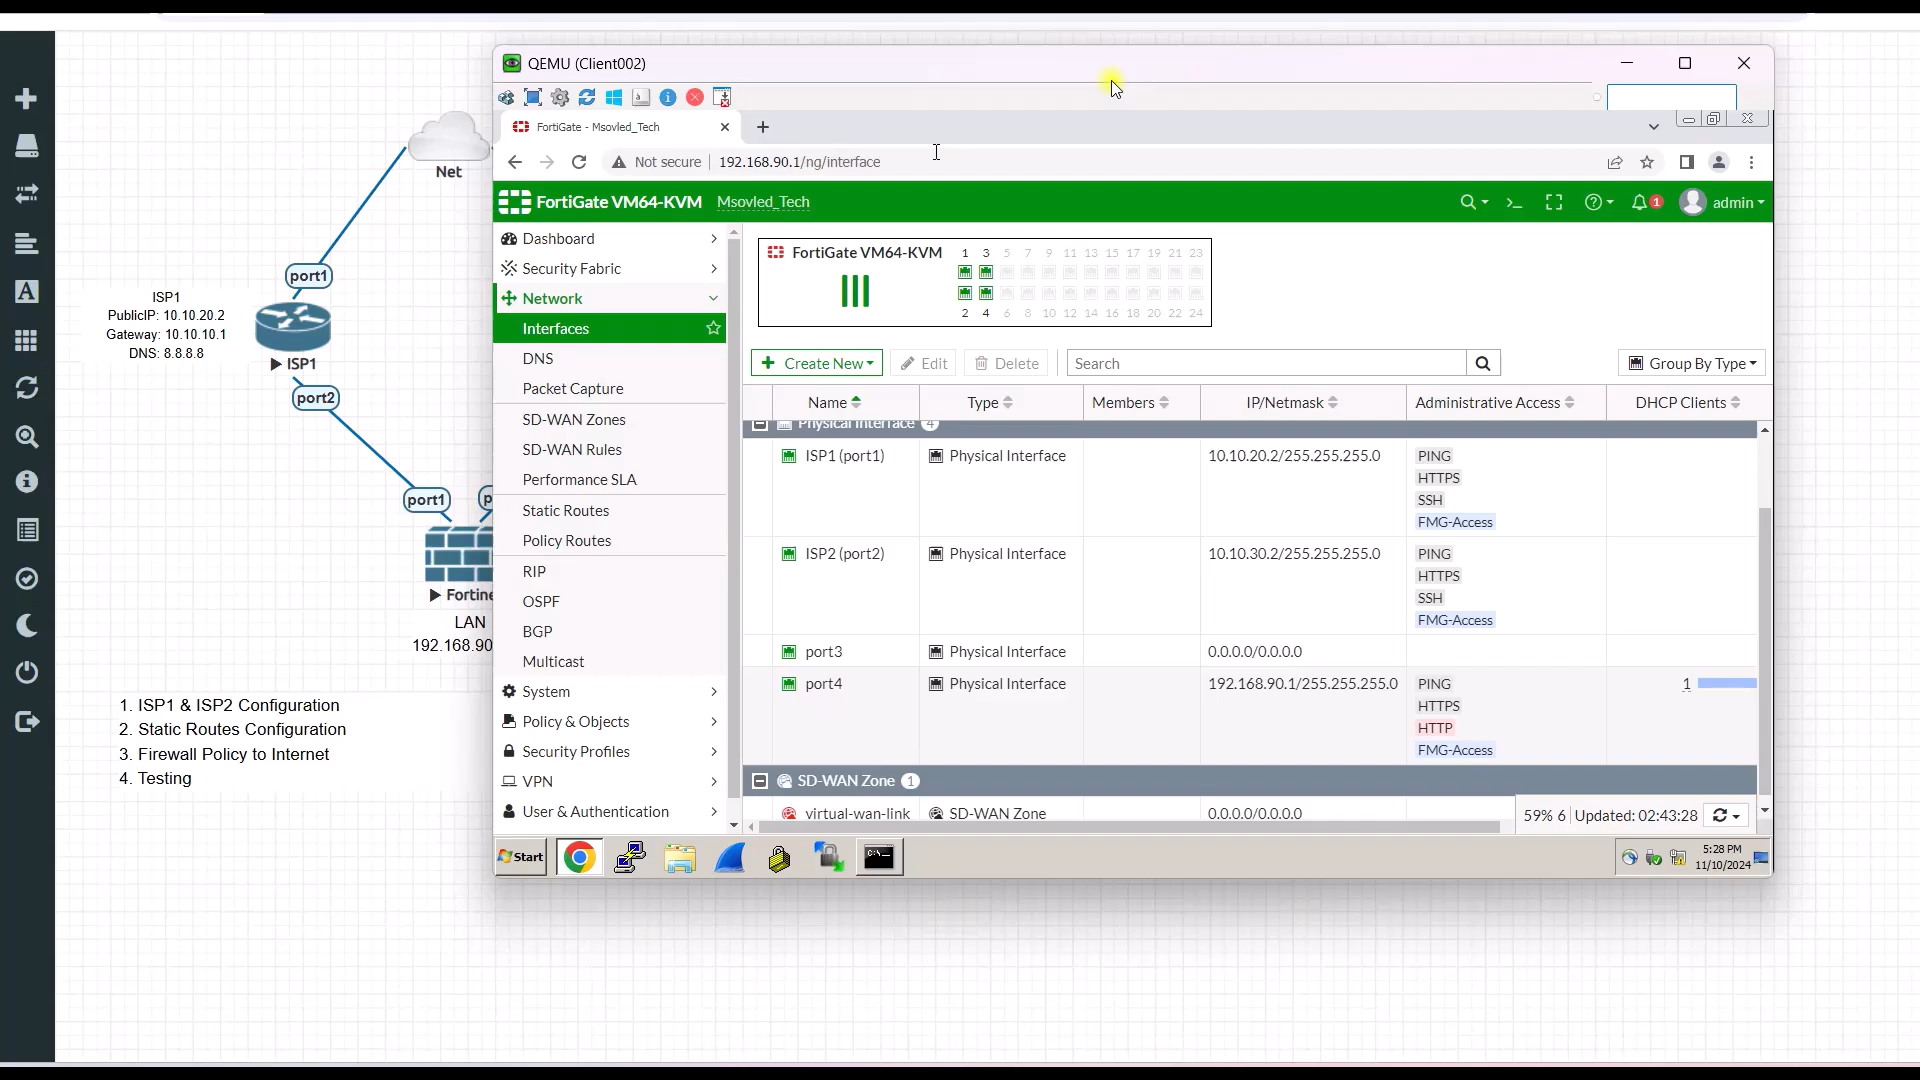 Net
port1
ISP1
PublicIP: 10.10.20.2
Gateway: 10.10.10.1
DNS: 8.8.8.8
ISP1
port2
port1
LAN
1. ISP1 & ISP2 Configuration
2. Static Routes Configuration
3. Firewall Policy to Internet
4. Testing
QEMU (Client002)
FortiGate - Msovled_Tech
Not secure 192.168.90.1/ng/interface
FortiGate VM64-KVM Msovled_Tech
1 admin
Dashboard
Security Fabric
Network
Interfaces
DNS
Packet Capture
SD-WAN Zones
SD-WAN Rules
Performance SLA
Static Routes
Policy Routes
RIP
OSPF
BGP
Multicast
System
Policy & Objects
Security Profiles
VPN
User & Authentication
FortiGate VM64-KVM
1 3 5 7 9 11 13 15 17 19 21 23
2 4 6 8 10 12 14 16 18 20 22 24
Create New Edit Delete Search Group By Type
Name Type Members IP/Netmask Administrative Access DHCP Clients
Physical Interface 4
ISP1 (port1) Physical Interface 10.10.20.2/255.255.255.0 PING
HTTPS
SSH
FMG-Access
ISP2 (port2) Physical Interface 10.10.30.2/255.255.255.0 PING
HTTPS
SSH
FMG-Access
port3 Physical Interface 0.0.0.0/0.0.0.0
port4 Physical Interface 192.168.90.1/255.255.255.0 PING 1
HTTPS
HTTP
FMG-Access
SD-WAN Zone 1
virtual-wan-link SD-WAN Zone 0.0.0.0/0.0.0.0
59% 6 Updated: 02:43:28
Start
5:28 PM
11/10/2024